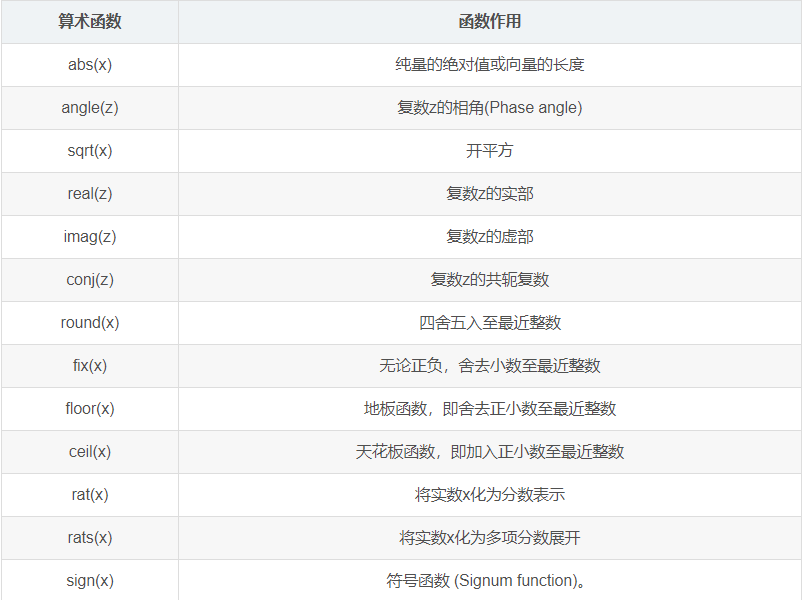 算术函数 函数作用
abs(x) 纯量的绝对值或向量的长度
angle(z) 复数z的相角(Phase angle)
sqrt(x) 开平方
real(z) 复数z的实部
imag(z) 复数z的虚部
conj(z) 复数z的共轭复数
round(x) 四舍五入至最近整数
fix(x) 无论正负，舍去小数至最近整数
floor(x) 地板函数，即舍去正小数至最近整数
ceil(x) 天花板函数，即加入正小数至最近整数
rat(x) 将实数x化为分数表示
rats(x) 将实数x化为多项分数展开
sign(x) 符号函数 (Signum function)。